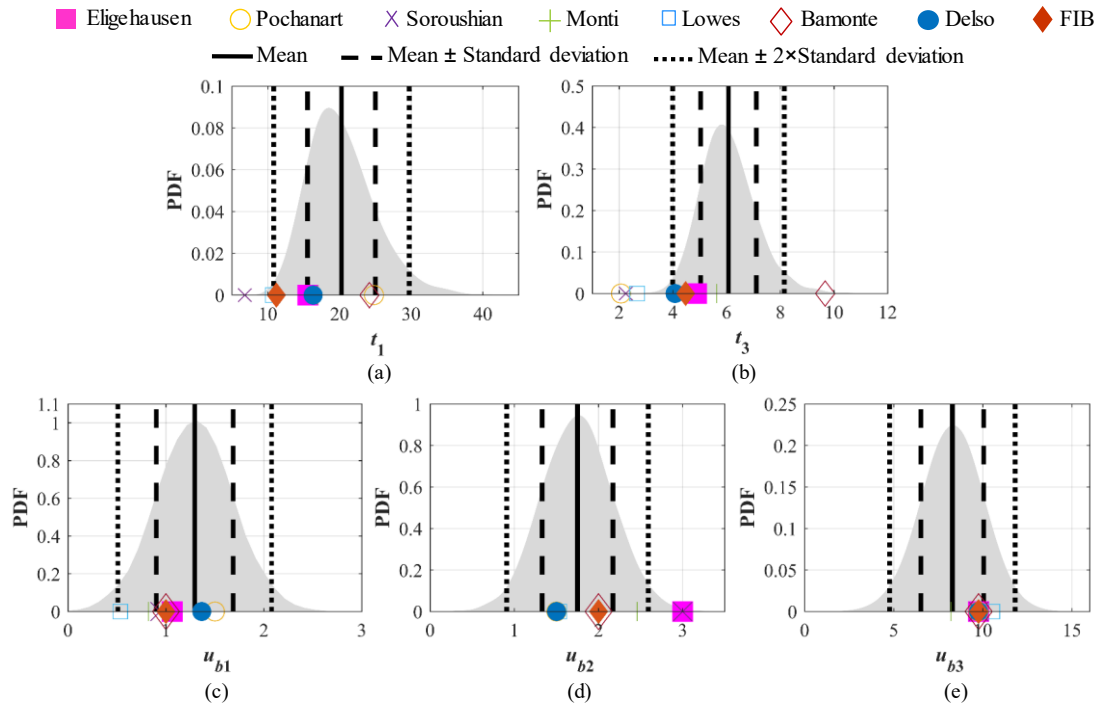 Eligehausen Pochanart Soroushian Monti Lowes Bamonte Delso FIB
Mean Mean ± Standard deviation Mean ± 2×Standard deviation
0.1
0.08
0.06
0.04
0.02
0
PDF
10 20 30 40
t1
(a)
0.5
0.4
0.3
0.2
0.1
0
PDF
2 4 6 8 10 12
t3
(b)
1.1
1
0.8
0.6
0.4
0.2
0
PDF
0 1 2 3
ub1
(c)
1
0.8
0.6
0.4
0.2
0
PDF
1 2 3
ub2
(d)
0.25
0.2
0.15
0.1
0.05
0
PDF
0 5 10 15
ub3
(e)